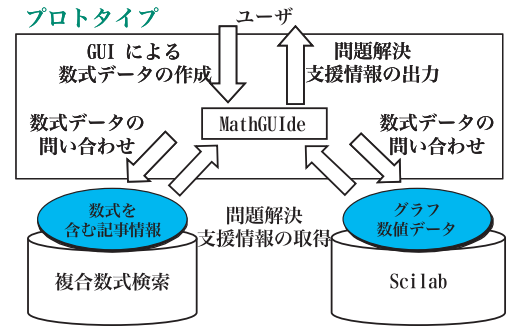 プロトタイプ
ユーザ
GUI による
数式データの作成
問題解決
支援情報の出力
MathGUIde
数式データの
問い合わせ
数式データの
問い合わせ
数式を
含む記事情報
問題解決
支援情報の取得
グラフ
数値データ
複合数式検索
Scilab